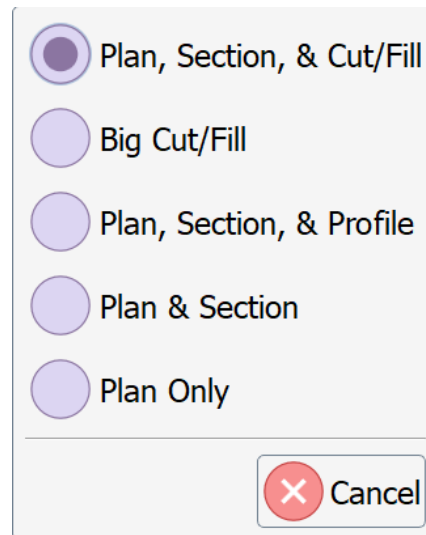 Plan, Section, & Cut/Fill
Big Cut/Fill
Plan, Section, & Profile
Plan & Section
Plan Only
Cancel